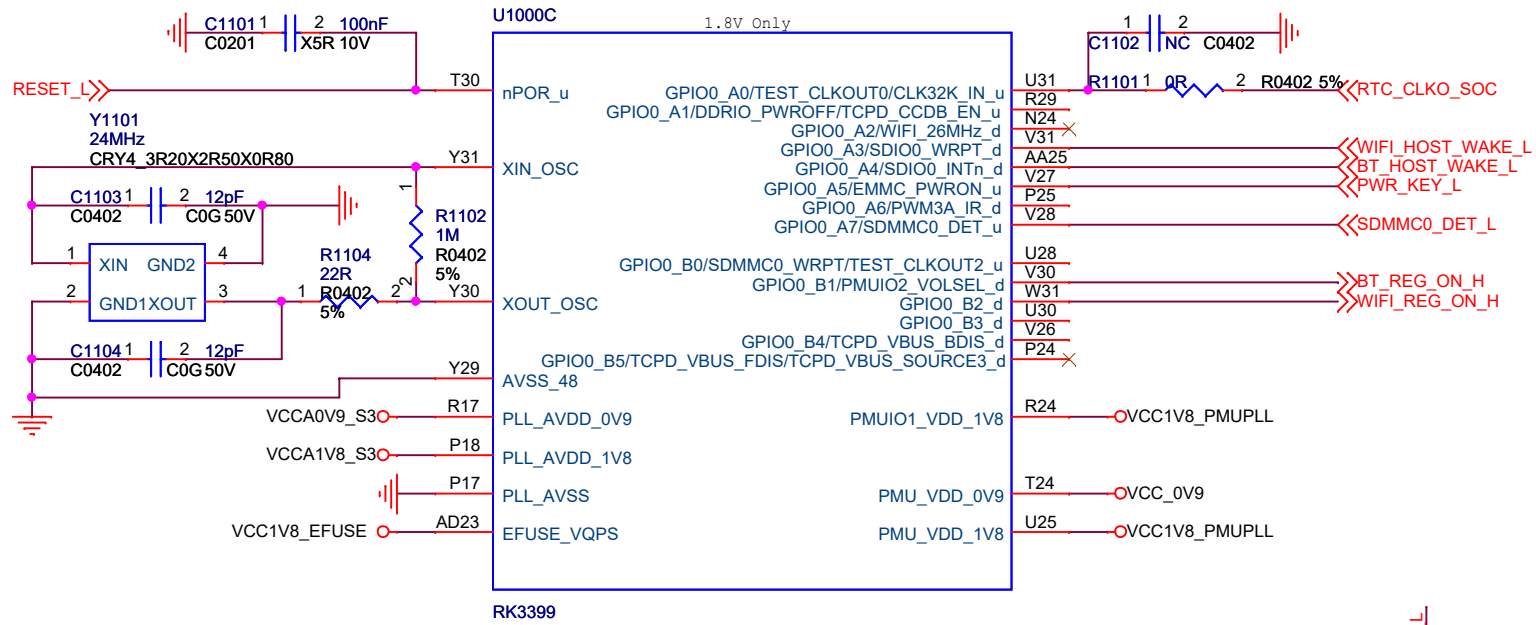 U1000C
1.8V Only
C1101 1 2 100nF
C0201 X5R 10V
1 2
C1102 NC C0402
RESET_L
T30
nPOR_u
GPIO0_A0/TEST_CLKOUT0/CLK32K_IN_u
U31
R1101 1 0R 2 R0402 5%
RTC_CLKO_SOC
GPIO0_A1/DDRIO_PWROFF/TCPD_CCDB_EN_u
R29
GPIO0_A2/WIFI_26MHz_d
N24
GPIO0_A3/SDIO0_WRPT_d
V31
WIFI_HOST_WAKE_L
GPIO0_A4/SDIO0_INTn_d
AA25
BT_HOST_WAKE_L
GPIO0_A5/EMMC_PWRON_u
V27
PWR_KEY_L
GPIO0_A6/PWM3A_IR_d
P25
GPIO0_A7/SDMMC0_DET_u
V28
SDMMC0_DET_L
GPIO0_B0/SDMMC0_WRPT/TEST_CLKOUT2_u
U28
GPIO0_B1/PMUIO2_VOLSEL_d
V30
BT_REG_ON_H
GPIO0_B2_d
W31
WIFI_REG_ON_H
GPIO0_B3_d
U30
GPIO0_B4/TCPD_VBUS_BDIS_d
V26
GPIO0_B5/TCPD_VBUS_FDIS/TCPD_VBUS_SOURCE3_d
P24
Y1101
24MHz
CRY4_3R20X2R50X0R80
Y31
XIN_OSC
C1103 1 2 12pF
C0402 C0G 50V
1
R1102
1M
R0402
5%
2
1 XIN GND2 4
2 GND1 XOUT 3
R1104
22R
1 R0402 2
5%
Y30
XOUT_OSC
C1104 1 2 12pF
C0402 C0G 50V
Y29
AVSS_48
VCCA0V9_S3
R17
PLL_AVDD_0V9
PMUIO1_VDD_1V8
R24
VCC1V8_PMUPLL
VCCA1V8_S3
P18
PLL_AVDD_1V8
P17
PLL_AVSS
PMU_VDD_0V9
T24
VCC_0V9
VCC1V8_EFUSE
AD23
EFUSE_VQPS
PMU_VDD_1V8
U25
VCC1V8_PMUPLL
RK3399